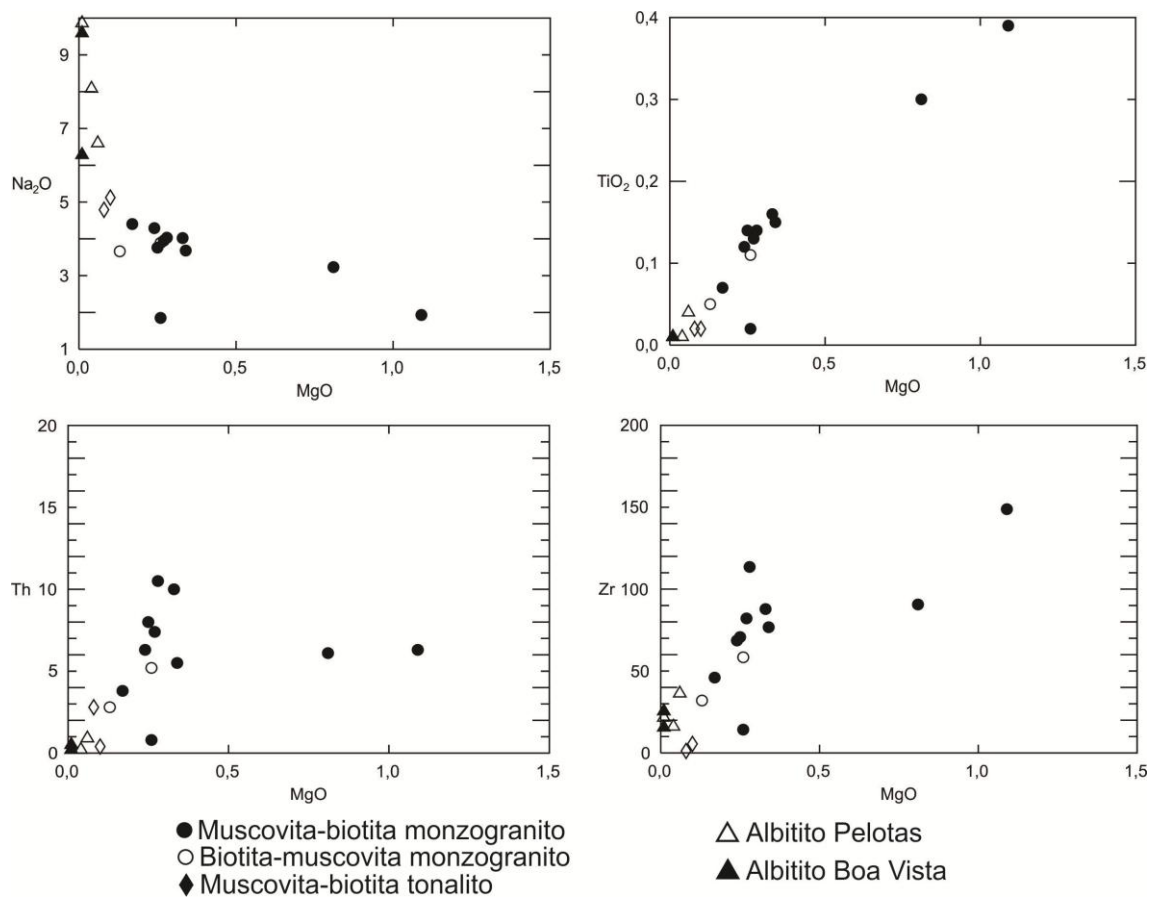 9
7
Na₂O
5
3
1
0,0 0,5 1,0 1,5
MgO
0,4
0,3
TiO₂ 0,2
0,1
0,0
0,0 0,5 1,0 1,5
MgO
20
15
Th 10
5
0
0,0 0,5 1,0 1,5
MgO
200
150
Zr 100
50
0
0,0 0,5 1,0 1,5
MgO
Muscovita-biotita monzogranito
Biotita-muscovita monzogranito
Muscovita-biotita tonalito
Albitito Pelotas
Albitito Boa Vista